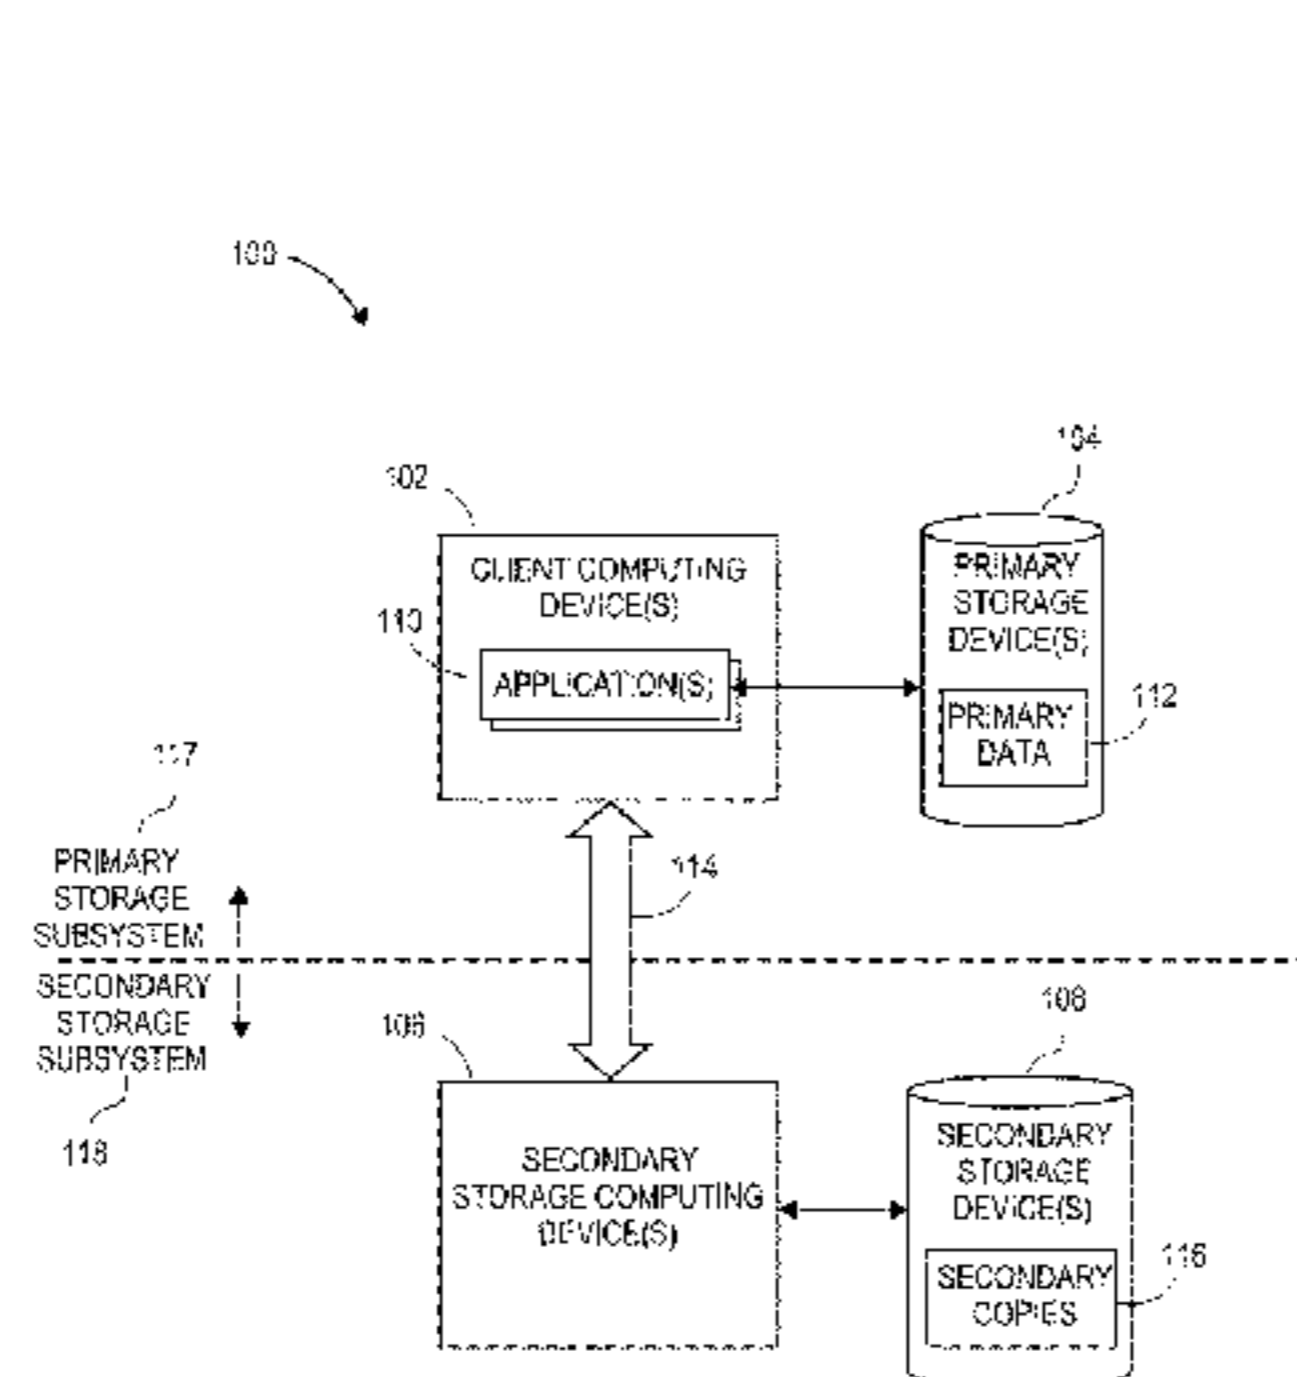 100
104
102
CLIENT COMPUTING
DEVICE(S)
110
APPLICATION(S)
PRIMARY
STORAGE
DEVICE(S)
PRIMARY
DATA
112
117
PRIMARY
STORAGE
SUBSYSTEM
114
SECONDARY
STORAGE
SUBSYSTEM
118
106
SECONDARY
STORAGE COMPUTING
DEVICE(S)
108
SECONDARY
STORAGE
DEVICE(S)
SECONDARY
COPIES
116